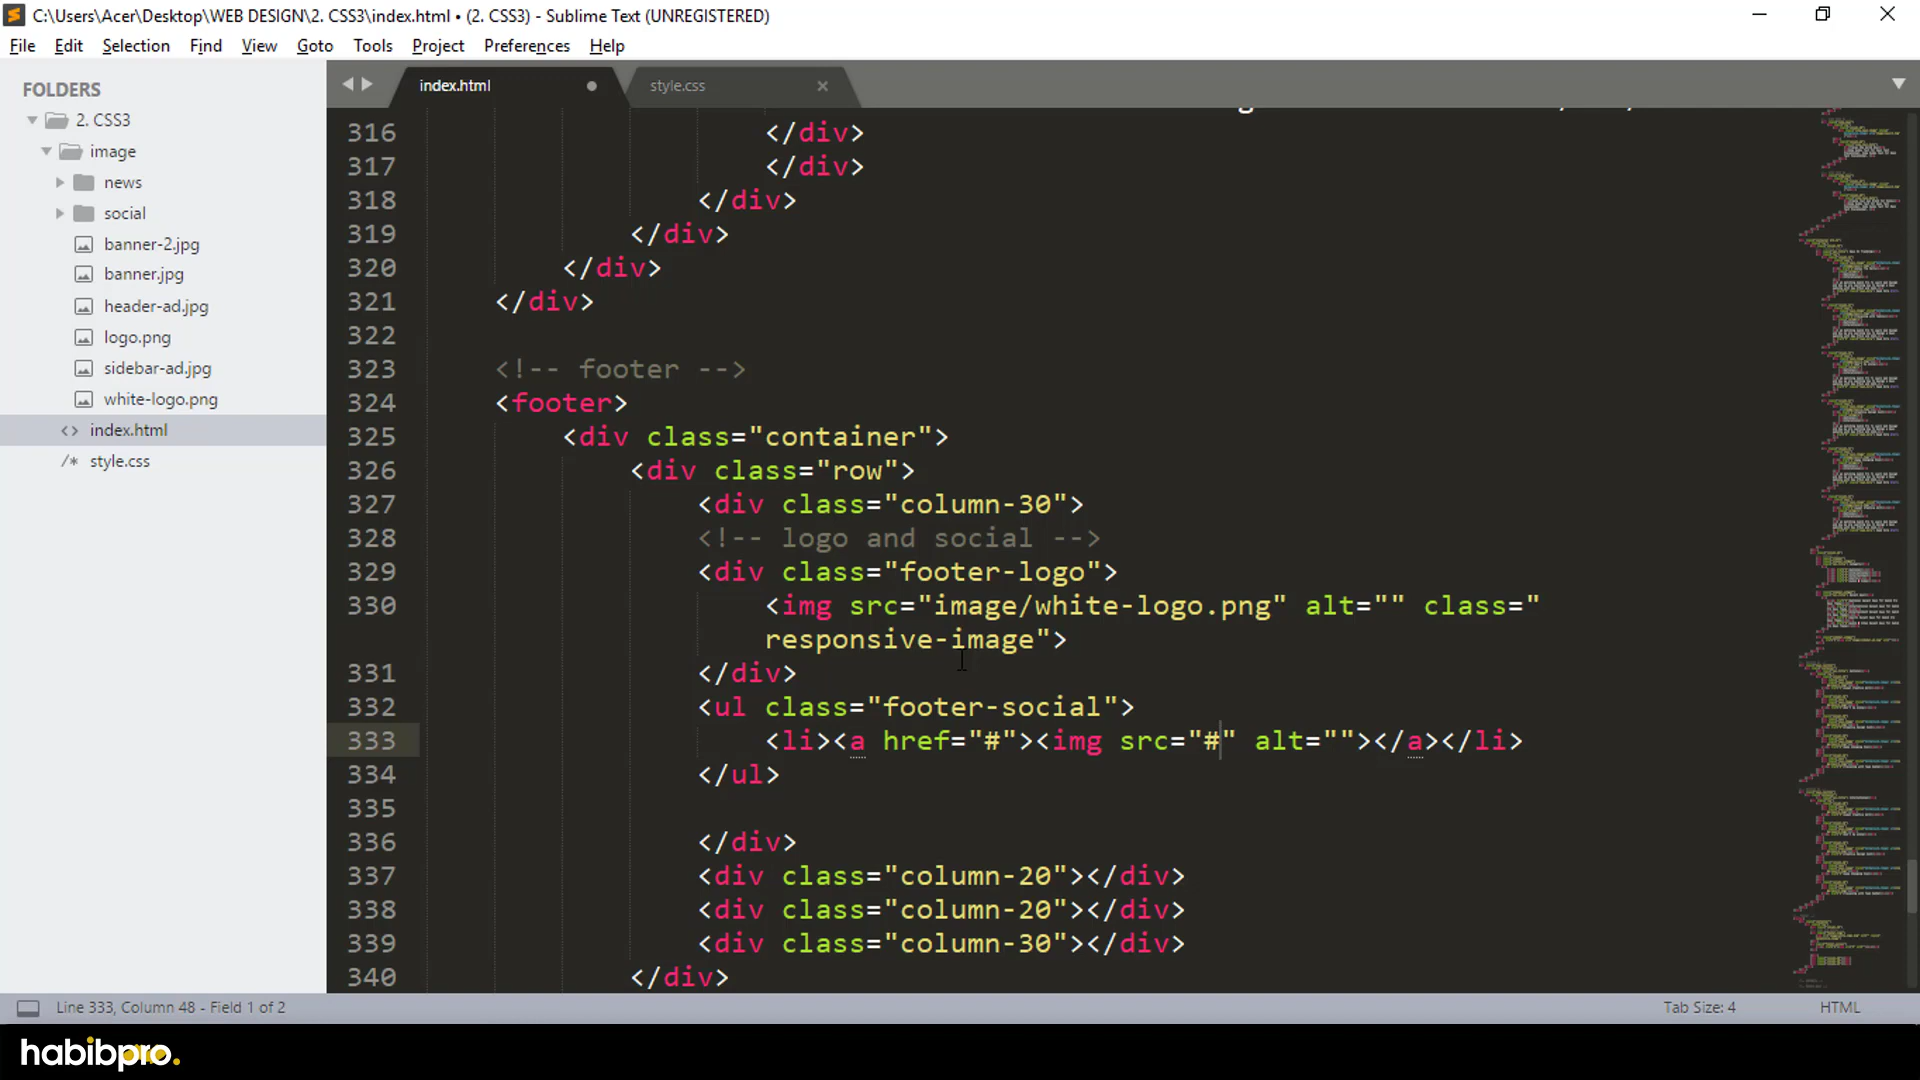 C:\Users\Acer\Desktop\WEB DESIGN\2. CSS3\index.html • (2. CSS3) - Sublime Text (UNREGISTERED)
File Edit Selection Find View Goto Tools Project Preferences Help
FOLDERS
2. CSS3
image
news
social
banner-2.jpg
banner.jpg
header-ad.jpg
logo.png
sidebar-ad.jpg
white-logo.png
<> index.html
/* style.css
index.html style.css
316 </div>
317 </div>
318 </div>
319 </div>
320 </div>
321 </div>
322
323 <!-- footer -->
324 <footer>
325 <div class="container">
326 <div class="row">
327 <div class="column-30">
328 <!-- logo and social -->
329 <div class="footer-logo">
330 <img src="image/white-logo.png" alt="" class="
responsive-image">
331 </div>
332 <ul class="footer-social">
333 <li><a href="#"><img src="#" alt=""></a></li>
334 </ul>
335
336 </div>
337 <div class="column-20"></div>
338 <div class="column-20"></div>
339 <div class="column-30"></div>
340 </div>
Line 333, Column 48 - Field 1 of 2
Tab Size: 4
HTML
habibpro.